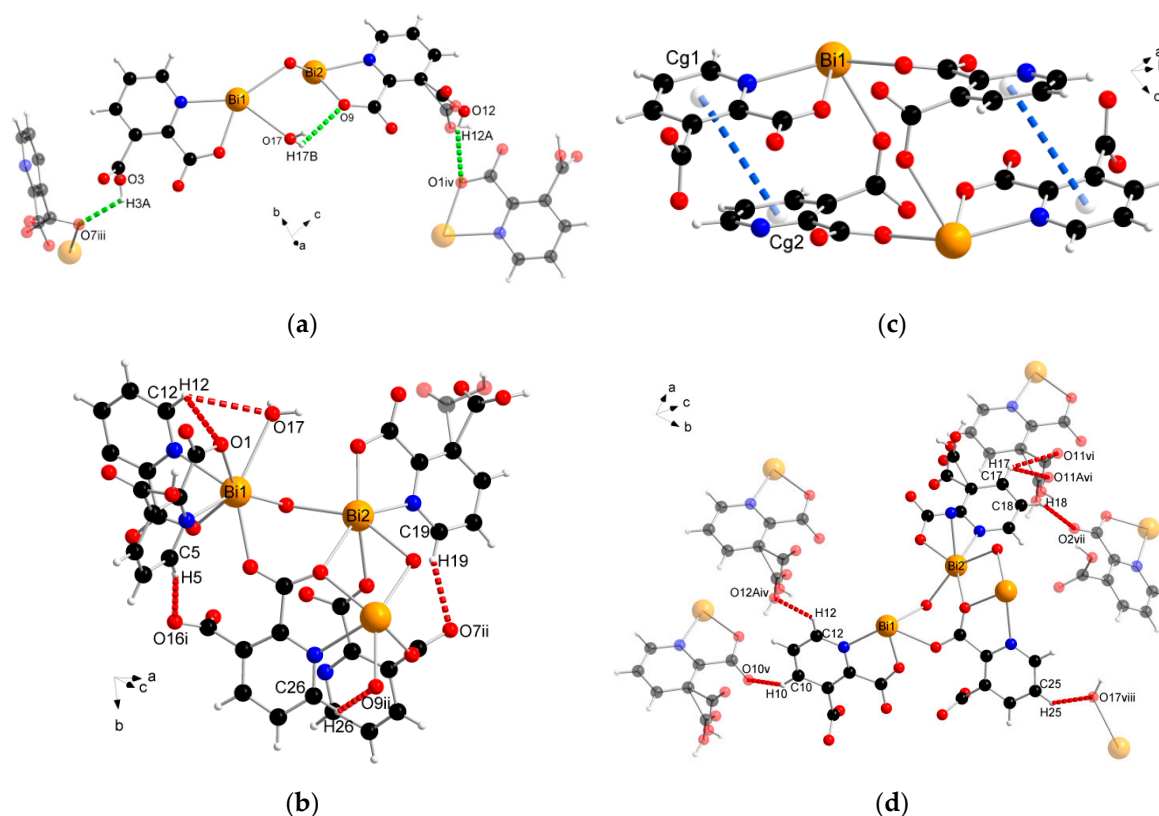 Bi1
Bi2
O9
O12
H12A
O17
H17B
O3
H3A
O7iii
O1iv
b
c
a
(a)
Cg1
Bi1
Cg2
a
c
(c)
C12
H12
O17
O1
Bi1
Bi2
C19
H19
C5
H5
O16i
O7ii
C26
O9ii
H26
a
c
b
(b)
a
c
b
H17
O11vi
C17
O11Avi
C18
H18
O2vii
Bi2
O12Aiv
H12
C12
Bi1
O10v
H10
C10
C25
H25
O17viii
(d)